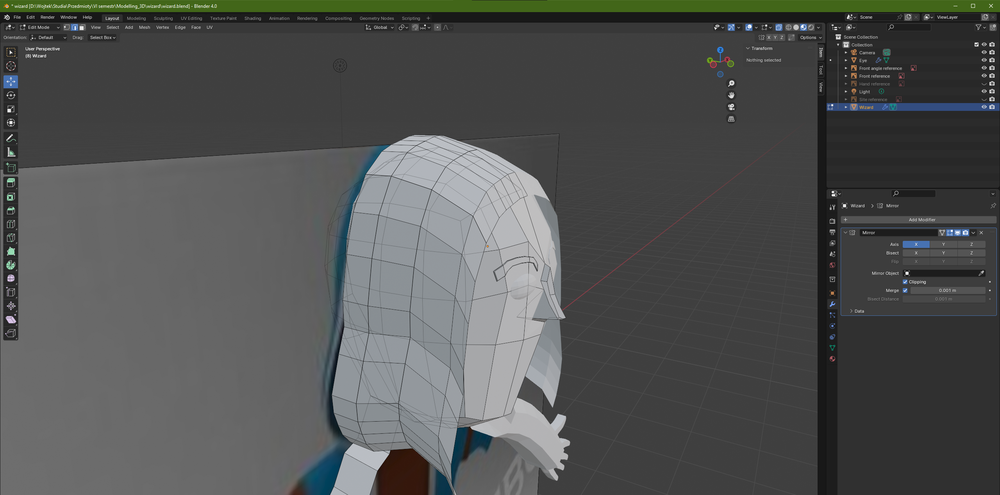 * wizard [D:\Wojtek\Studia\Przedmioty\VI semestr\Modelling_3D\wizard\wizard.blend] - Blender 4.0
File Edit Render Window Help Layout Modeling Sculpting UV Editing Texture Paint Shading Animation Rendering Compositing Geometry Nodes Scripting + Scene ViewLayer
Edit Mode View Select Add Mesh Vertex Edge Face UV Global
Orientation: Default Drag: Select Box X Y Z Options
User Perspective
(8) Wizard
Z
Y
X
Transform
Nothing selected
Item
Tool
View
Scene Collection
Collection
Camera
Eye
Front angle reference
Front reference
Hand reference
Light
Site reference
Wizard
Wizard > Mirror
+ Add Modifier
Mirror
Axis X Y Z
Bisect X Y Z
Flip X Y Z
Mirror Object
Clipping
Merge 0.001 m
Bisect Distance 0.001 m
Data